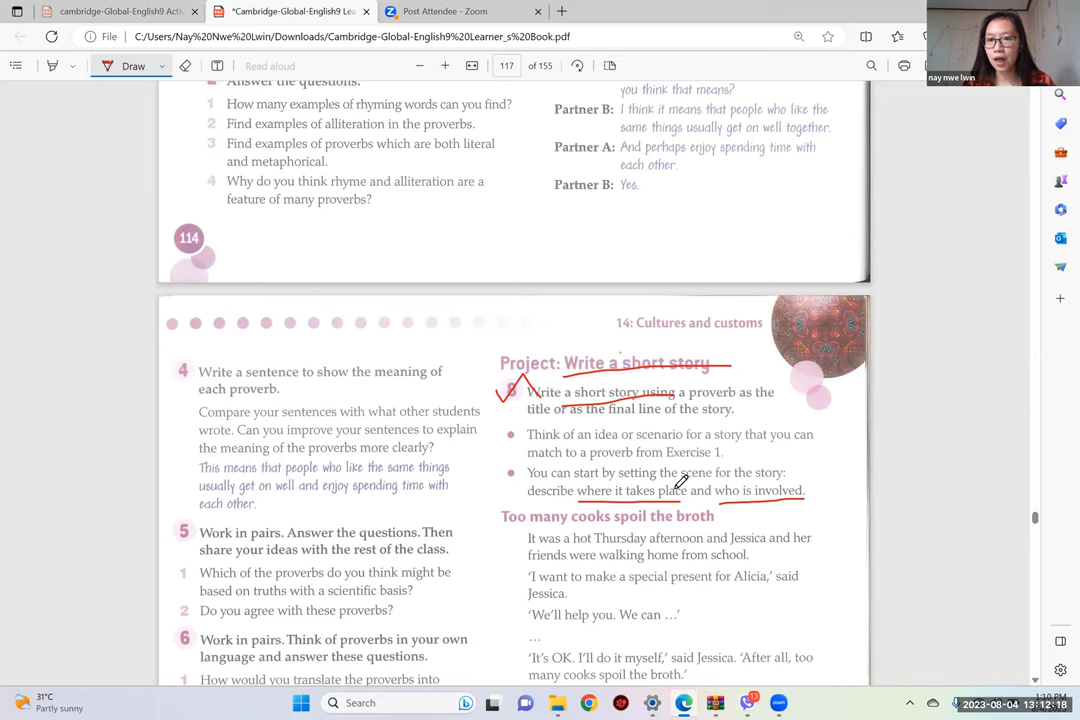 cambridge-Global-English9 Acti
*Cambridge-Global-English9 Lea
Post Attendee - Zoom
File
C:/Users/Nay%20Nwe%20Lwin/Downloads/Cambridge-Global-English9%20Learner_s%20Book.pdf
Draw
Read aloud
117
of 155
nay nwe lwin
2 Answer the questions.
1 How many examples of rhyming words can you find?
2 Find examples of alliteration in the proverbs.
3 Find examples of proverbs which are both literal
and metaphorical.
4 Why do you think rhyme and alliteration are a
feature of many proverbs?
114
you think that means?
Partner B: I think it means that people who like the
same things usually get on well together.
Partner A: And perhaps enjoy spending time with
each other.
Partner B: Yes.
14: Cultures and customs
4 Write a sentence to show the meaning of
each proverb.
Compare your sentences with what other students
wrote. Can you improve your sentences to explain
the meaning of the proverbs more clearly?
This means that people who like the same things
usually get on well and enjoy spending time with
each other.
5 Work in pairs. Answer the questions. Then
share your ideas with the rest of the class.
1 Which of the proverbs do you think might be
based on truths with a scientific basis?
2 Do you agree with these proverbs?
6 Work in pairs. Think of proverbs in your own
language and answer these questions.
1 How would you translate the proverbs into
Project: Write a short story
8 Write a short story using a proverb as the
title or as the final line of the story.
Think of an idea or scenario for a story that you can
match to a proverb from Exercise 1.
You can start by setting the scene for the story:
describe where it takes place and who is involved.
Too many cooks spoil the broth
It was a hot Thursday afternoon and Jessica and her
friends were walking home from school.
'I want to make a special present for Alicia,' said
Jessica.
'We'll help you. We can ...'
...
'It's OK. I'll do it myself,' said Jessica. 'After all, too
many cooks spoil the broth.'
31°C
Partly sunny
Search
13
1:10 PM
2023-08-04 13:12:18